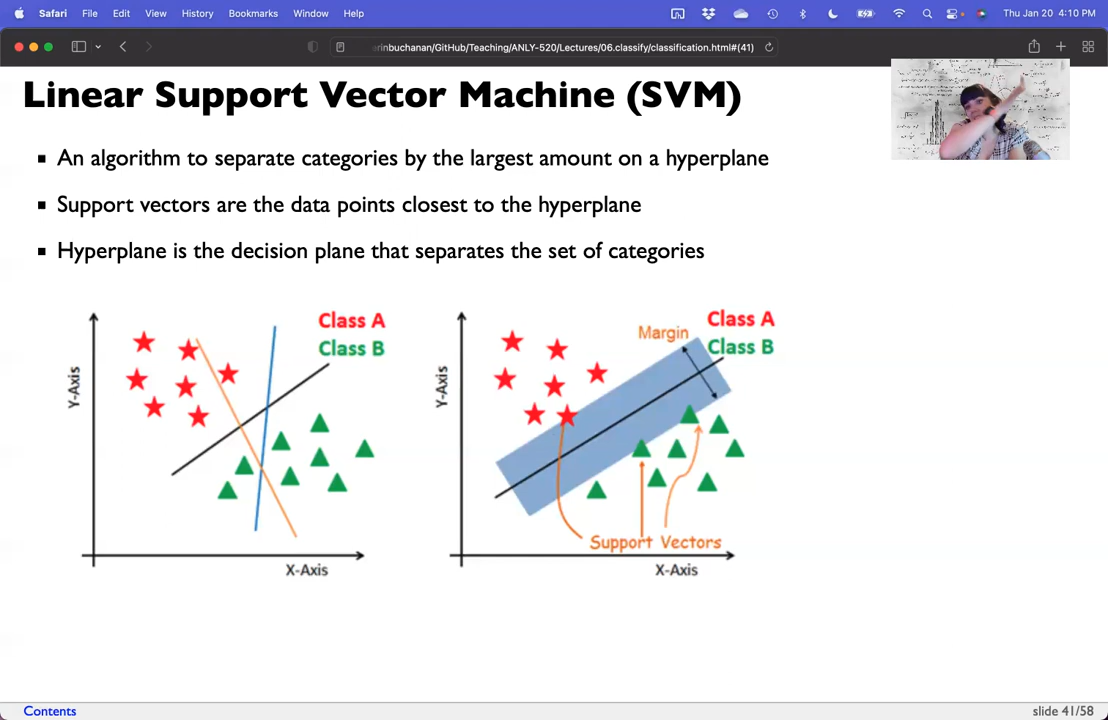 Safari File Edit View History Bookmarks Window Help Thu Jan 20 4:10 PM
erinbuchanan/GitHub/Teaching/ANLY-520/Lectures/06.classify/classification.html#(41)
Linear Support Vector Machine (SVM)
An algorithm to separate categories by the largest amount on a hyperplane
Support vectors are the data points closest to the hyperplane
Hyperplane is the decision plane that separates the set of categories
Class A
Class B
Y-Axis
X-Axis
Margin
Class A
Class B
Y-Axis
Support Vectors
X-Axis
Contents
slide 41/58